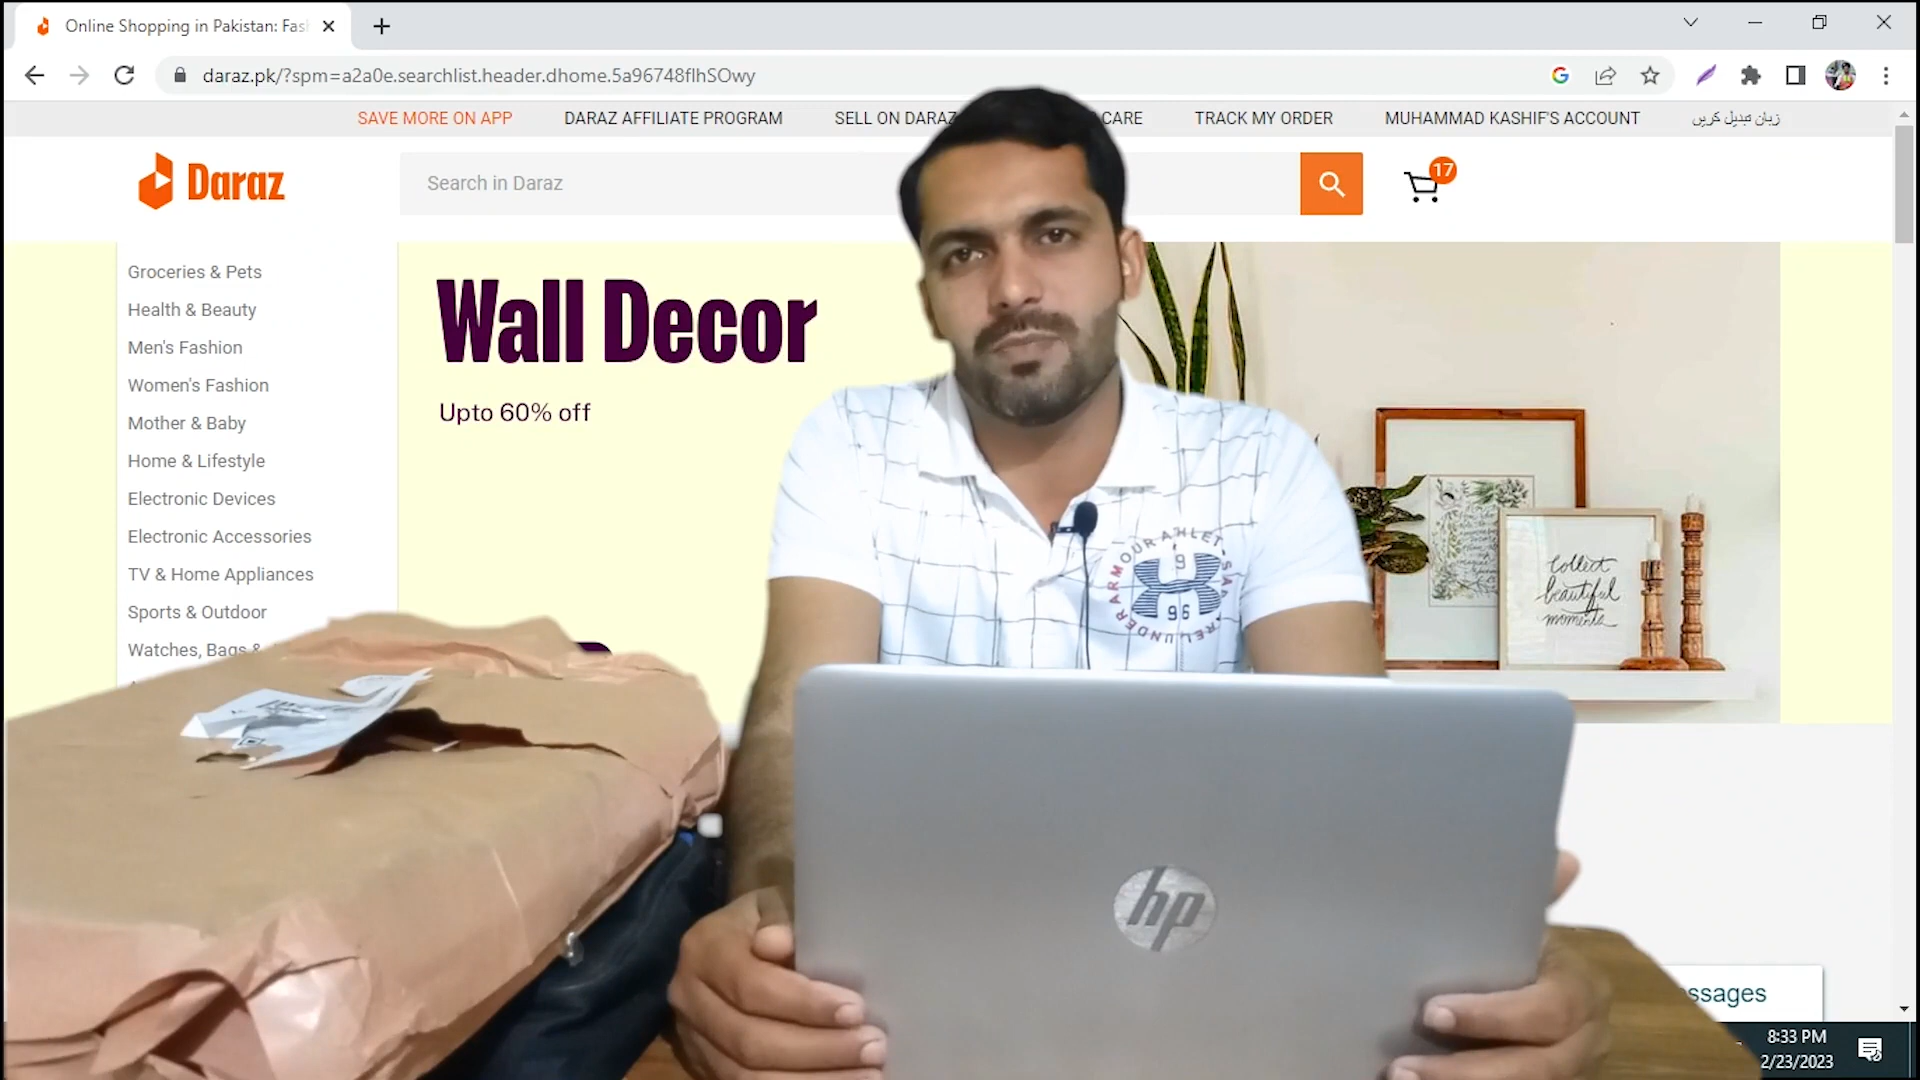 Online Shopping in Pakistan: Fas
daraz.pk/?spm=a2a0e.searchlist.header.dhome.5a96748flhSOwy
SAVE MORE ON APP
DARAZ AFFILIATE PROGRAM
SELL ON DARAZ
CARE
TRACK MY ORDER
MUHAMMAD KASHIF'S ACCOUNT
زبان تبدیل کریں
Daraz
Search in Daraz
17
Groceries & Pets
Health & Beauty
Men's Fashion
Women's Fashion
Mother & Baby
Home & Lifestyle
Electronic Devices
Electronic Accessories
TV & Home Appliances
Sports & Outdoor
Watches, Bags &
Wall Decor
Upto 60% off
collect
beautiful
moments
UNDER ARMOUR ATHLET
9
96
hp
ssages
8:33 PM
2/23/2023